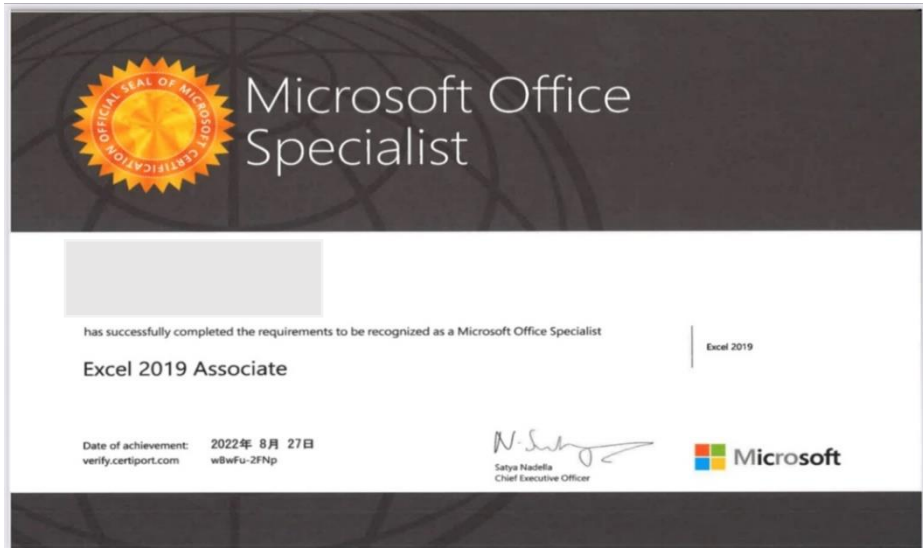 OFFICIAL SEAL OF MICROSOFT CERTIFICATION
Microsoft Office
Specialist
has successfully completed the requirements to be recognized as a Microsoft Office Specialist
Excel 2019
Excel 2019 Associate
Date of achievement: 2022年 8月 27日
verify.certiport.com wBwFu-2FNp
N. Satya
Satya Nadella
Chief Executive Officer
Microsoft